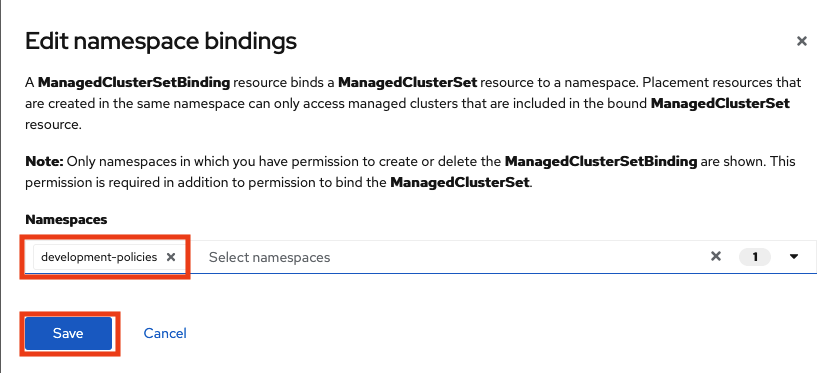 Edit namespace bindings
A ManagedClusterSetBinding resource binds a ManagedClusterSet resource to a namespace. Placement resources that
are created in the same namespace can only access managed clusters that are included in the bound ManagedClusterSet
resource.
Note: Only namespaces in which you have permission to create or delete the ManagedClusterSetBinding are shown. This
permission is required in addition to permission to bind the ManagedClusterSet.
Namespaces
development-policies Select namespaces 1
Save Cancel